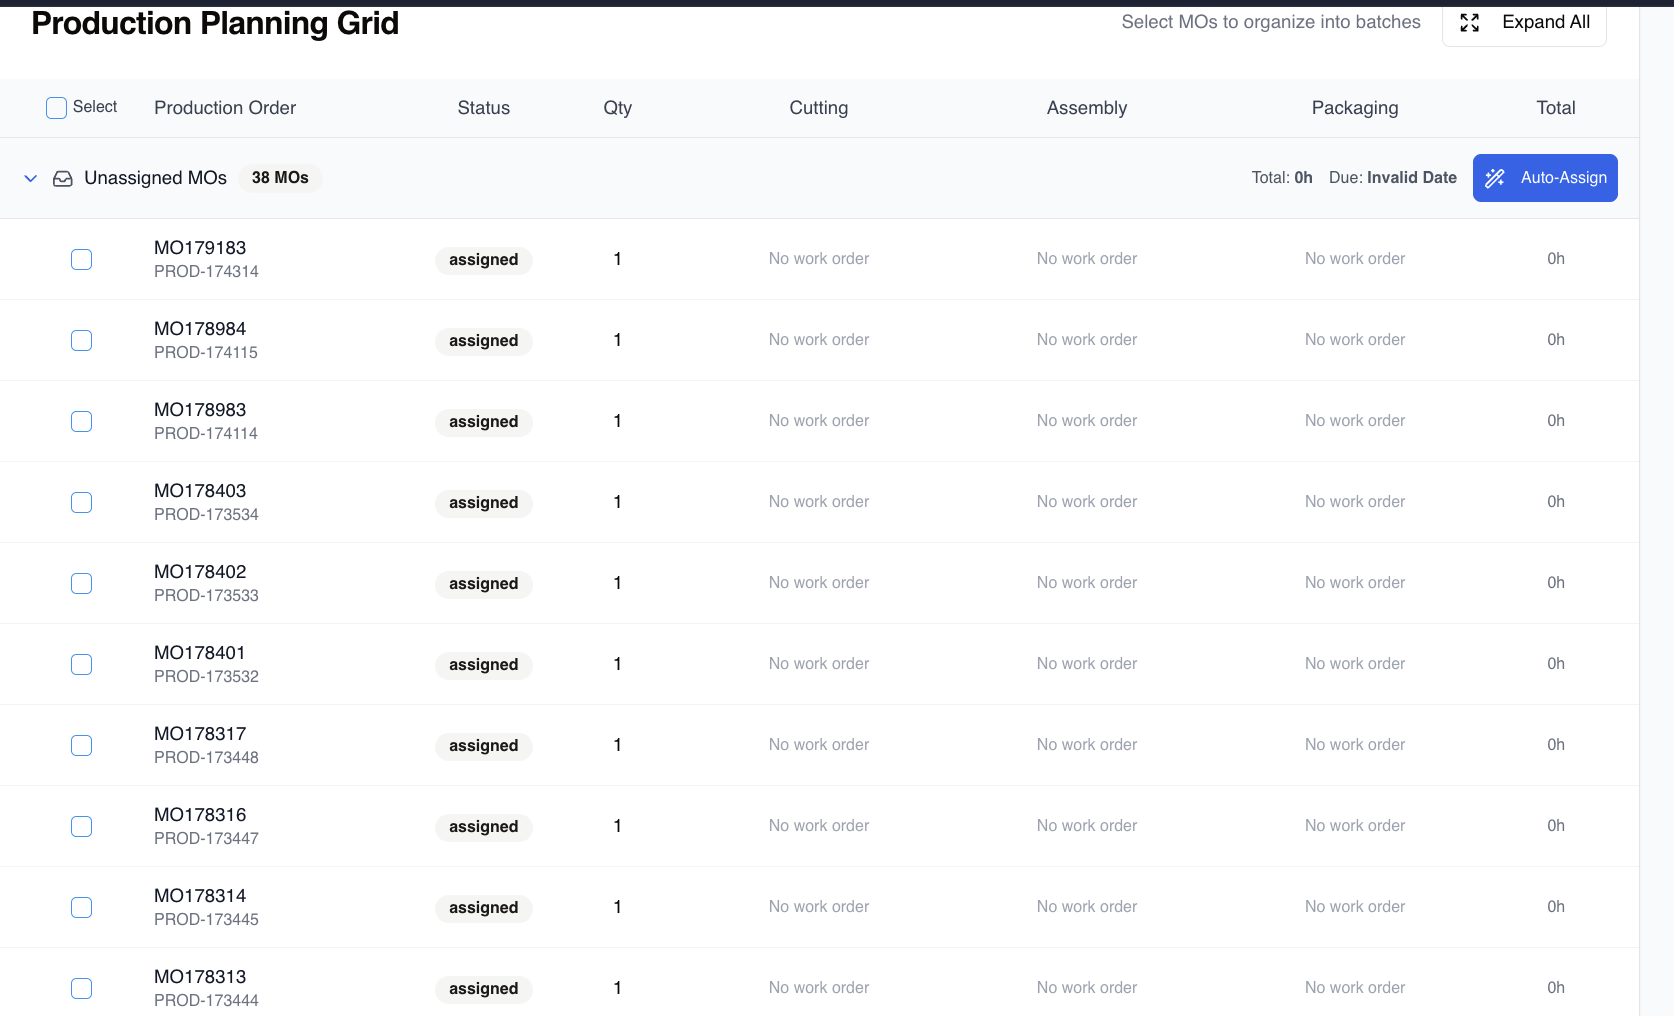 Production Planning Grid
Select MOs to organize into batches
Expand All
Select Production Order Status Qty Cutting Assembly Packaging Total
Unassigned MOs 38 MOs Total: 0h Due: Invalid Date Auto-Assign
MO179183
PROD-174314
assigned 1 No work order No work order No work order 0h
MO178984
PROD-174115
assigned 1 No work order No work order No work order 0h
MO178983
PROD-174114
assigned 1 No work order No work order No work order 0h
MO178403
PROD-173534
assigned 1 No work order No work order No work order 0h
MO178402
PROD-173533
assigned 1 No work order No work order No work order 0h
MO178401
PROD-173532
assigned 1 No work order No work order No work order 0h
MO178317
PROD-173448
assigned 1 No work order No work order No work order 0h
MO178316
PROD-173447
assigned 1 No work order No work order No work order 0h
MO178314
PROD-173445
assigned 1 No work order No work order No work order 0h
MO178313
PROD-173444
assigned 1 No work order No work order No work order 0h